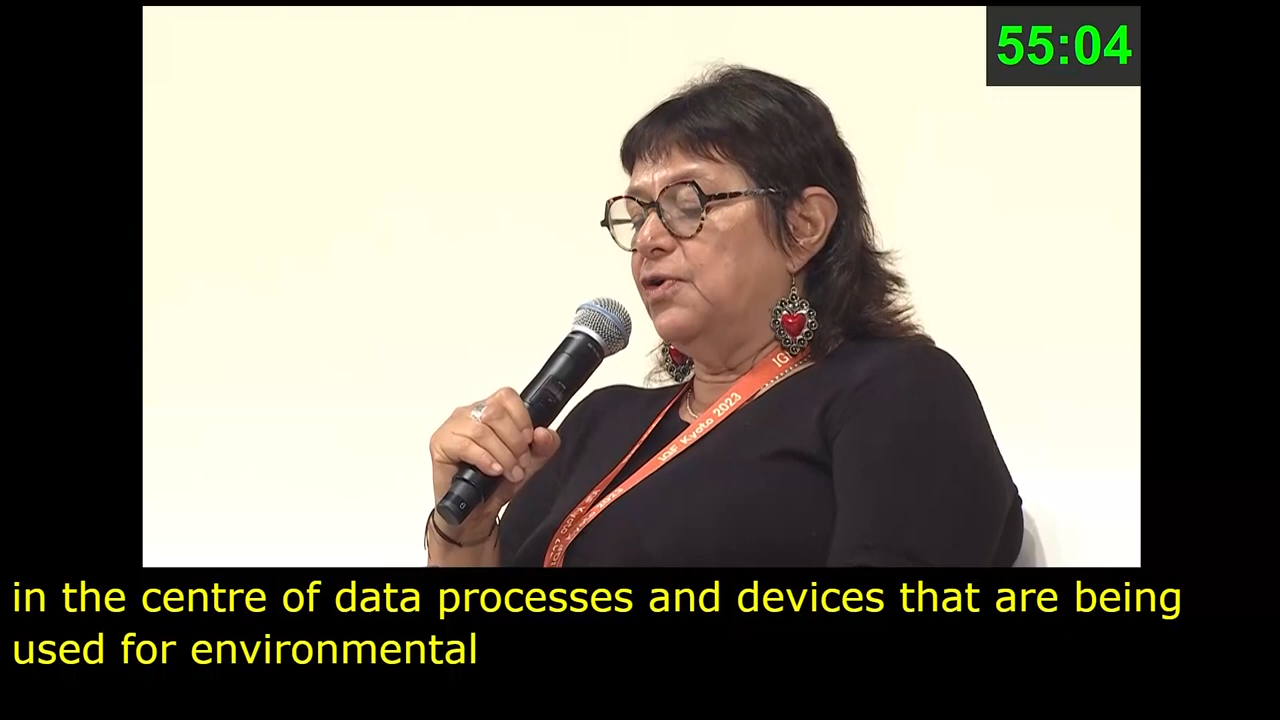 55:04
IGF
IGF Kyoto 2023
in the centre of data processes and devices that are being
used for environmental